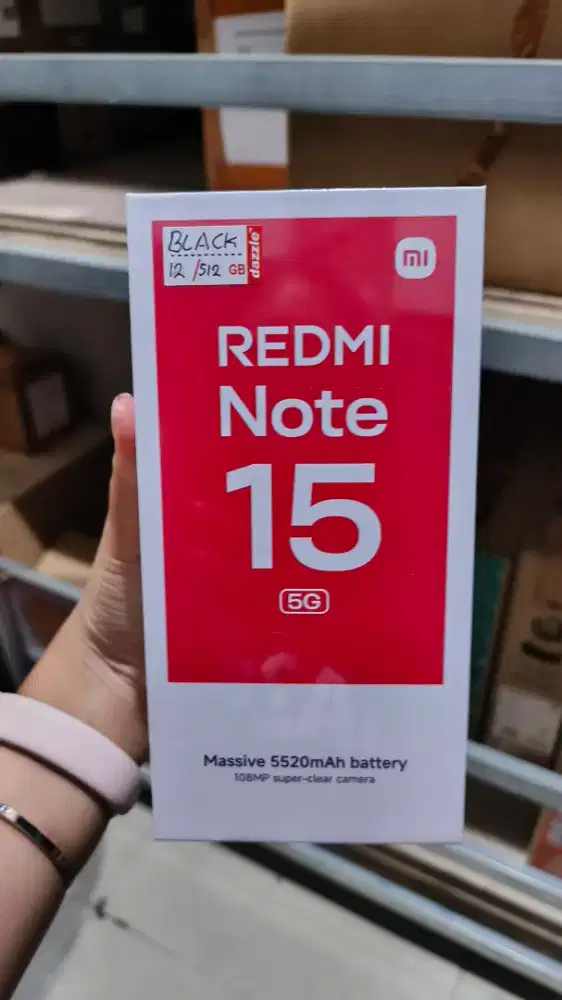 BLACK
12 /512 GB
dazzle
mi
REDMI
Note
15
5G
Massive 5520mAh battery
108MP super-clear camera